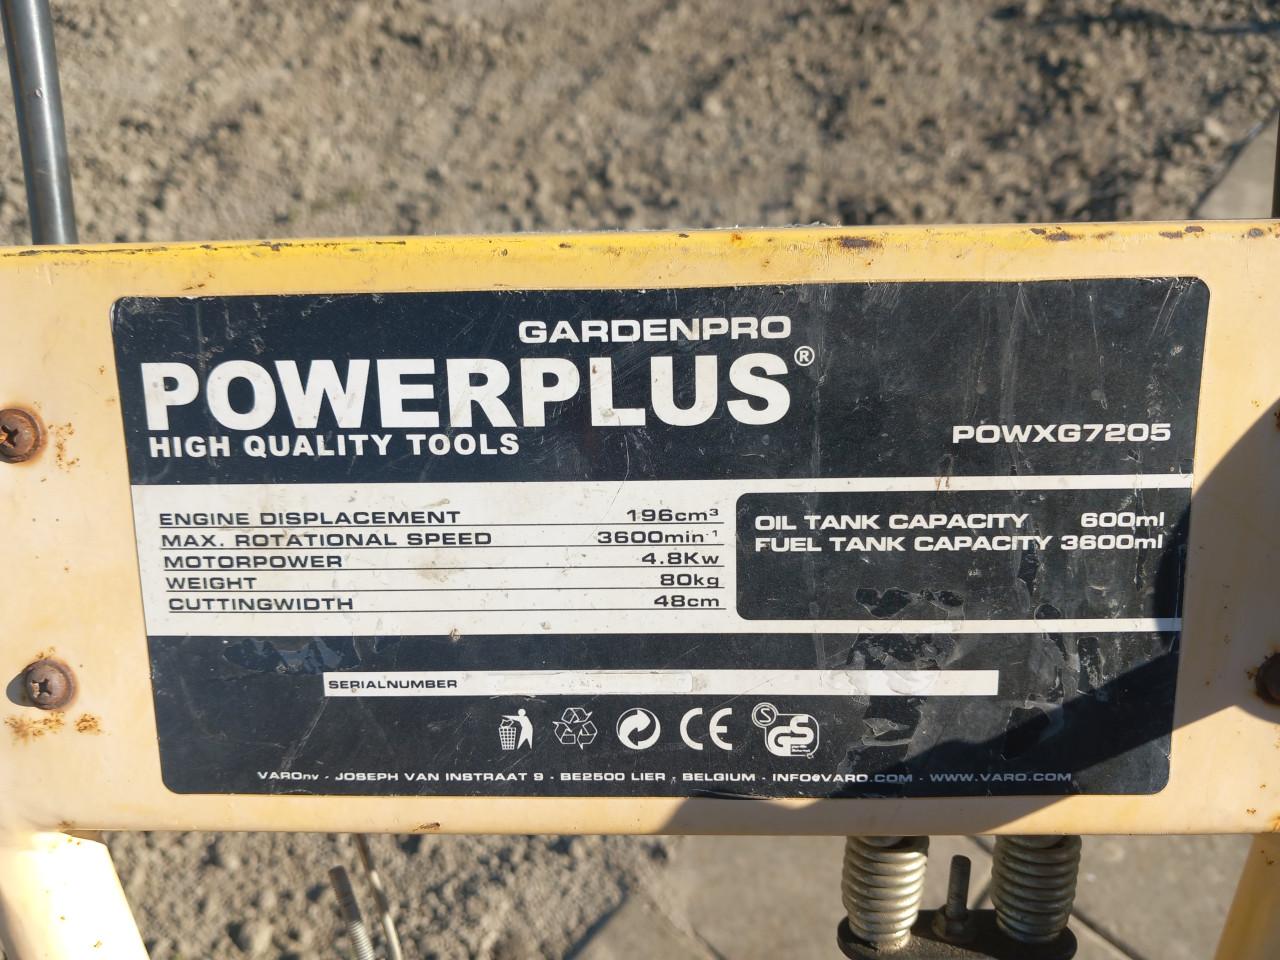 GARDENPRO
POWERPLUS®
HIGH QUALITY TOOLS
POWXG7205
ENGINE DISPLACEMENT 196cm³
MAX. ROTATIONAL SPEED 3600min⁻¹
MOTORPOWER 4.8Kw
WEIGHT 80kg
CUTTINGWIDTH 48cm
OIL TANK CAPACITY 600ml
FUEL TANK CAPACITY 3600ml
SERIALNUMBER
CE
S
GS
VAROnv - JOSEPH VAN INSTRAAT 9 - BE2500 LIER, BELGIUM - INFO@VARO.COM - WWW.VARO.COM